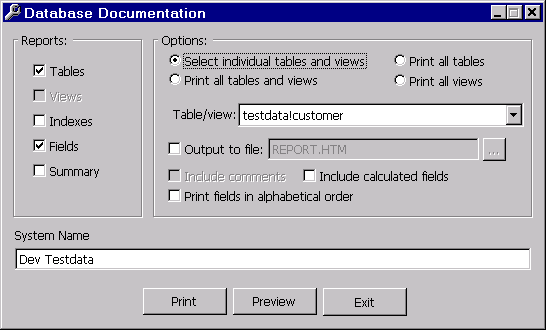 Database Documentation
Reports:
Tables
Views
Indexes
Fields
Summary
Options:
Select individual tables and views
Print all tables
Print all tables and views
Print all views
Table/view: testdata!customer
Output to file: REPORT.HTM ...
Include comments
Include calculated fields
Print fields in alphabetical order
System Name
Dev Testdata
Print
Preview
Exit